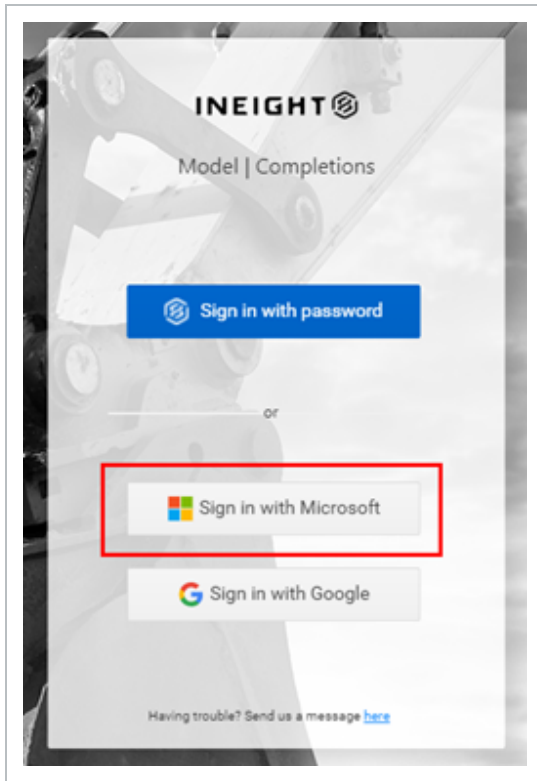 INEIGHT
Model | Completions
Sign in with password
or
Sign in with Microsoft
Sign in with Google
Having trouble? Send us a message here